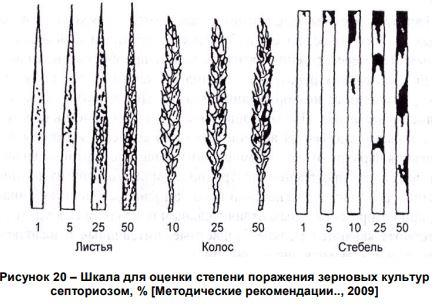 1 5 25 50 10 25 50 1 5 10 25 50
Листья Колос Стебель
Рисунок 20 – Шкала для оценки степени поражения зерновых культур
септориозом, % [Методические рекомендации.., 2009]